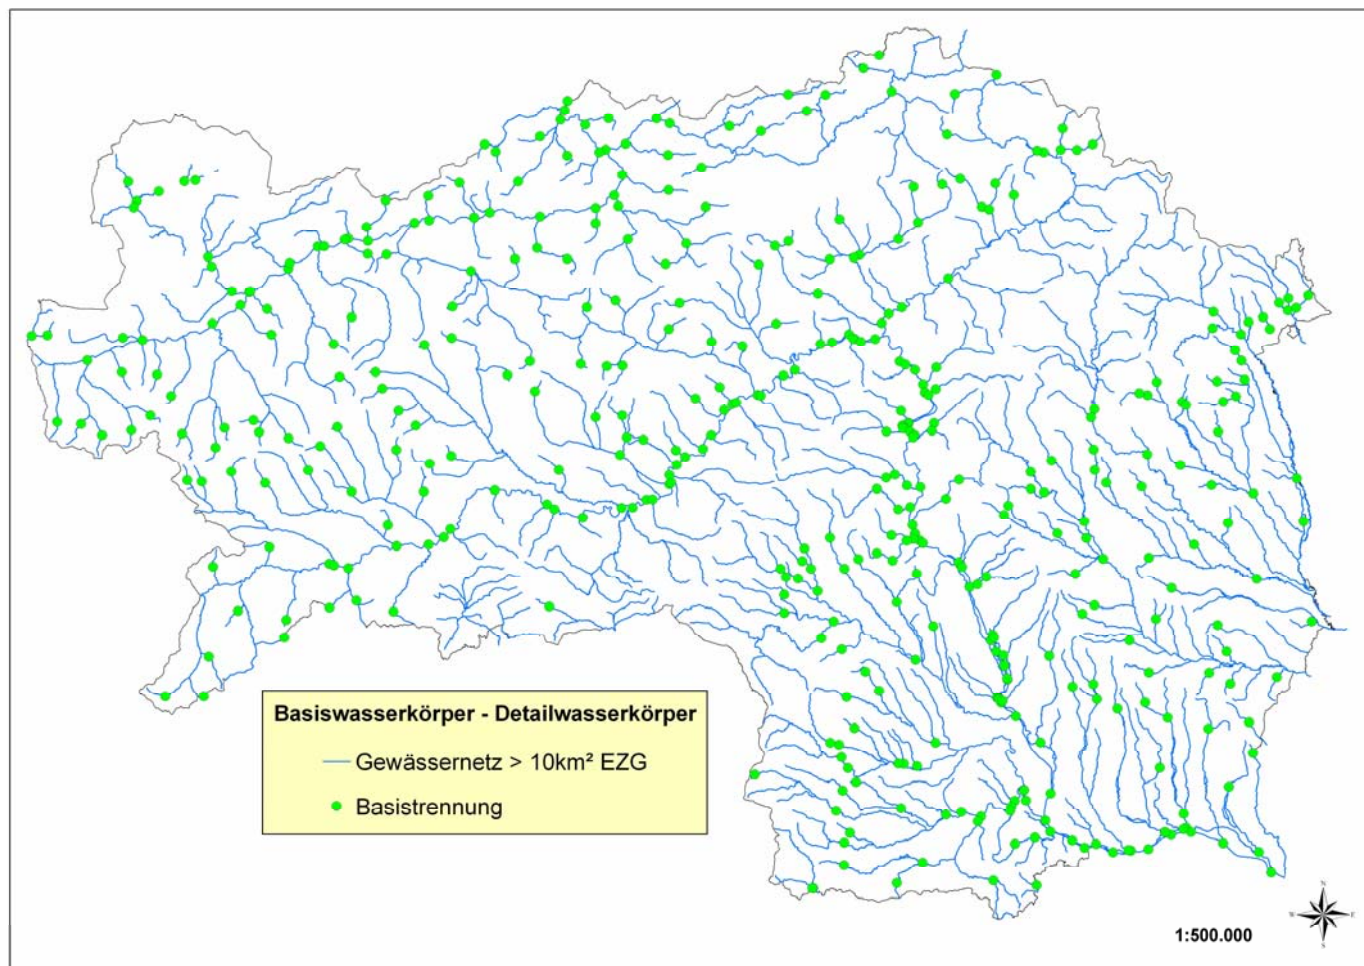 Basiswasserkörper - Detailwasserkörper
Gewässernetz > 10km² EZG
Basistrennung
N
W E
S
1:500.000